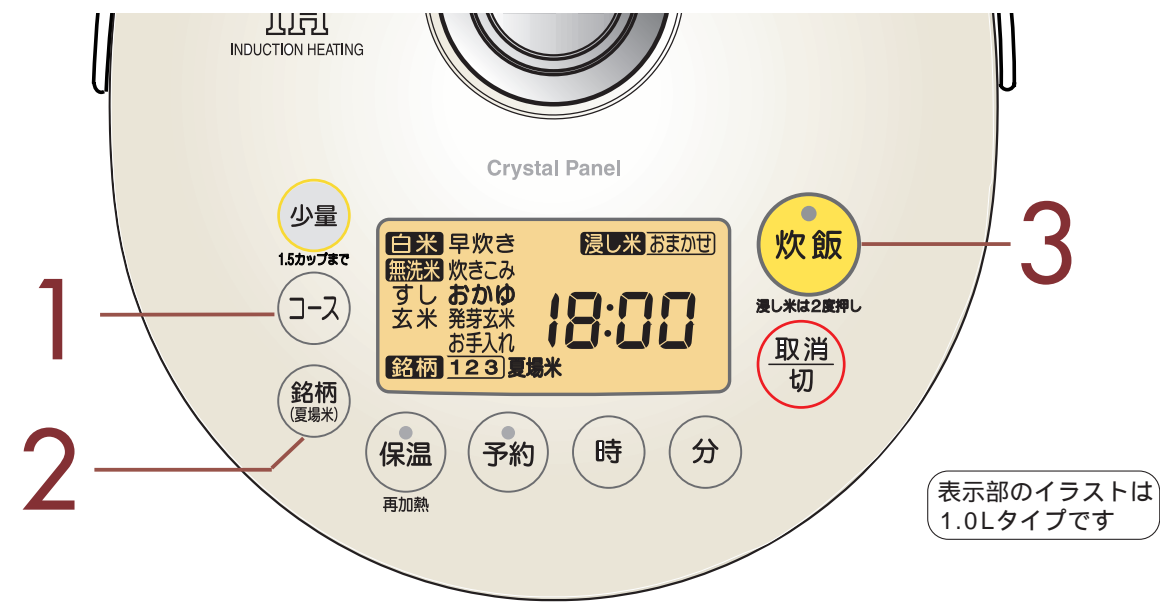 IH
INDUCTION HEATING
Crystal Panel
少量
1.5カップまで
1
コース
2
銘柄
(夏場米)
白米 早炊き 浸し米 おまかせ
無洗米 炊きこみ
すし おかゆ
玄米 発芽玄米
お手入れ
18:00
銘柄 123 夏場米
炊飯
浸し米は2度押し
3
取消
切
保温
再加熱
予約
時
分
表示部のイラストは
1.0Lタイプです